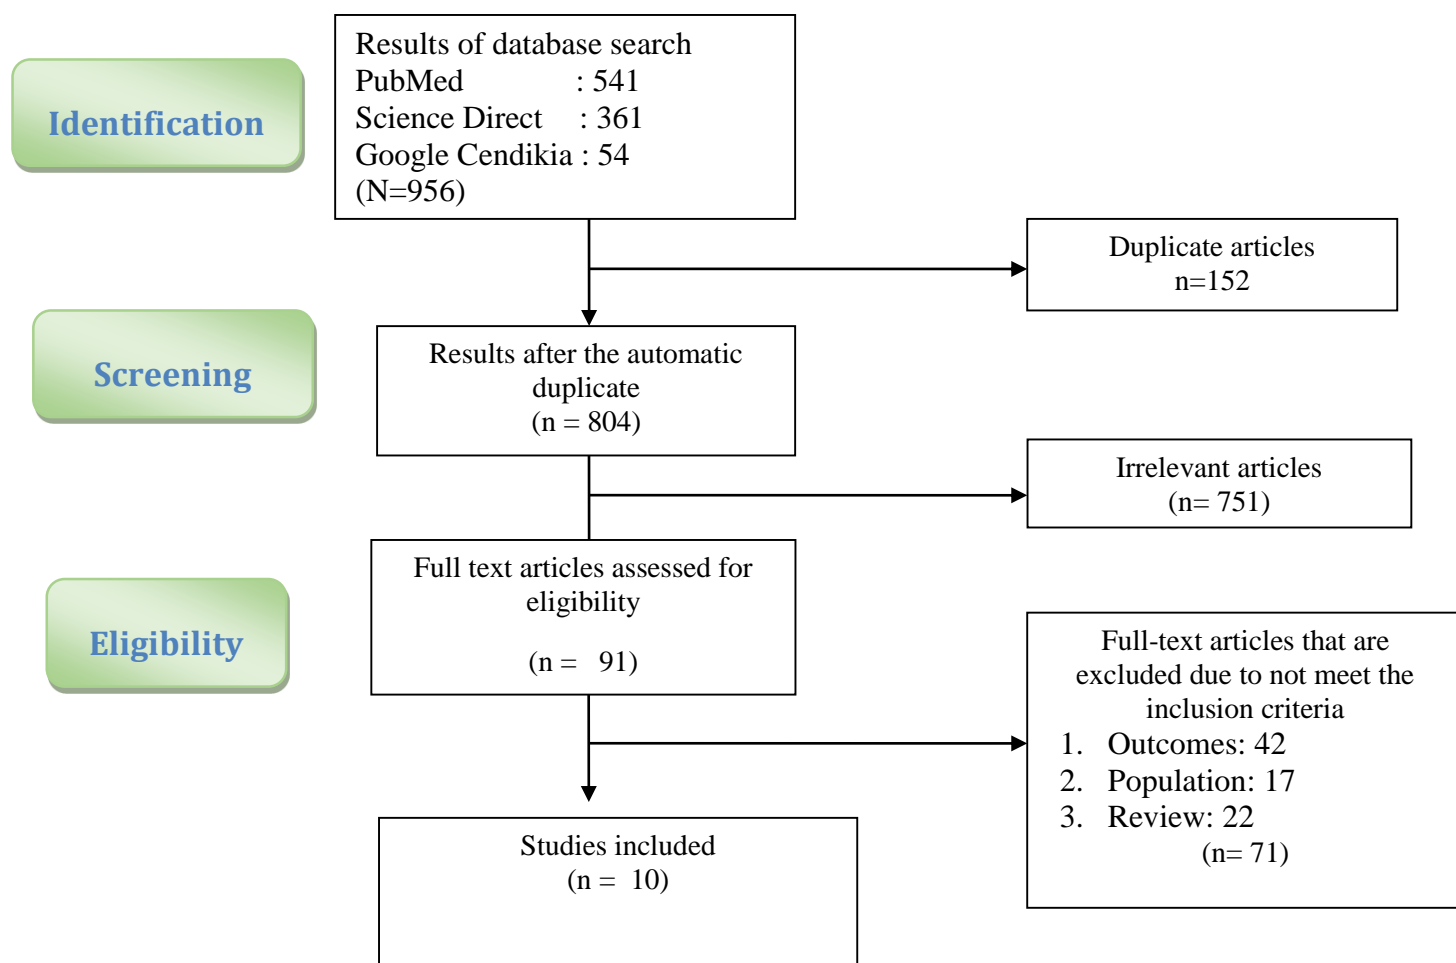 Results of database search
PubMed : 541
Science Direct : 361
Google Cendikia : 54
(N=956)
Identification
Duplicate articles
n=152
Screening
Results after the automatic
duplicate
(n = 804)
Irrelevant articles
(n= 751)
Eligibility
Full text articles assessed for
eligibility
(n = 91)
Full-text articles that are
excluded due to not meet the
inclusion criteria
1. Outcomes: 42
2. Population: 17
3. Review: 22
(n= 71)
Studies included
(n = 10)